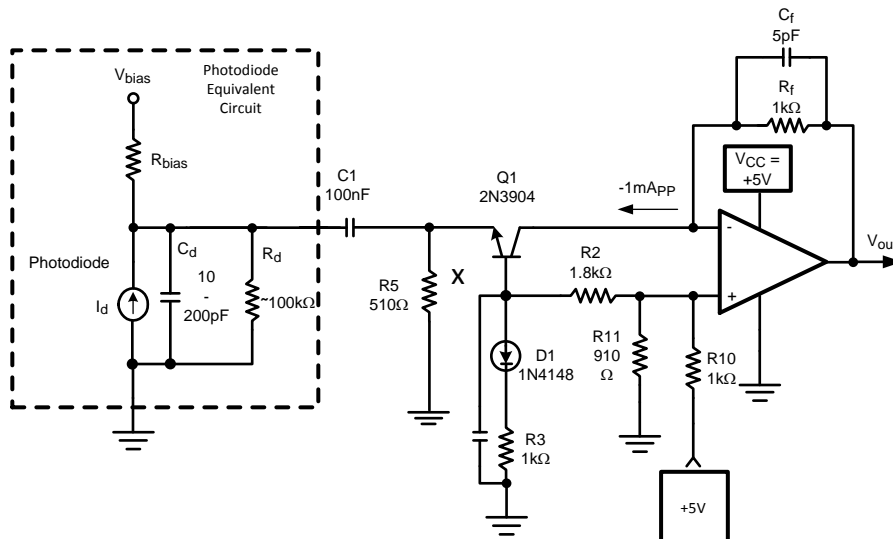 Photodiode
Equivalent
Circuit
Vbias
Rbias
Photodiode
Id
Cd
10
-
200pF
Rd
~100kΩ
C1
100nF
R5
510Ω
X
Q1
2N3904
-1mAPP
R2
1.8kΩ
D1
1N4148
R3
1kΩ
R11
910
Ω
R10
1kΩ
+5V
Cf
5pF
Rf
1kΩ
VCC =
+5V
-
+
Vou